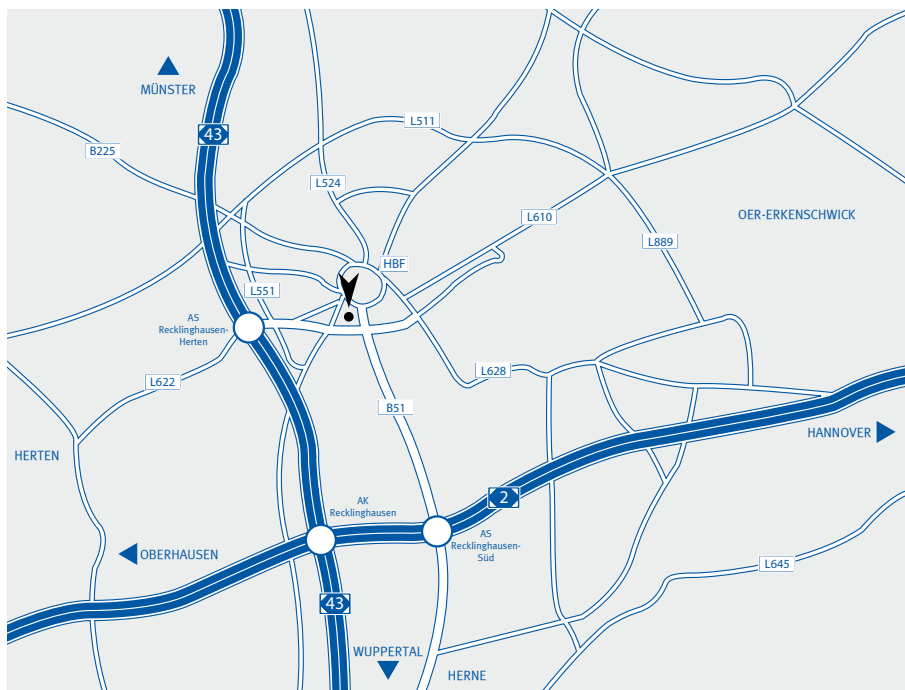 MÜNSTER
43
B225
L511
L524
L610
OER-ERKENSCHWICK
L889
HBF
L551
AS
Recklinghausen-
Herten
L622
L628
B51
HANNOVER
HERTEN
2
AK
Recklinghausen
AS
Recklinghausen-
Süd
OBERHAUSEN
L645
43
WUPPERTAL
HERNE